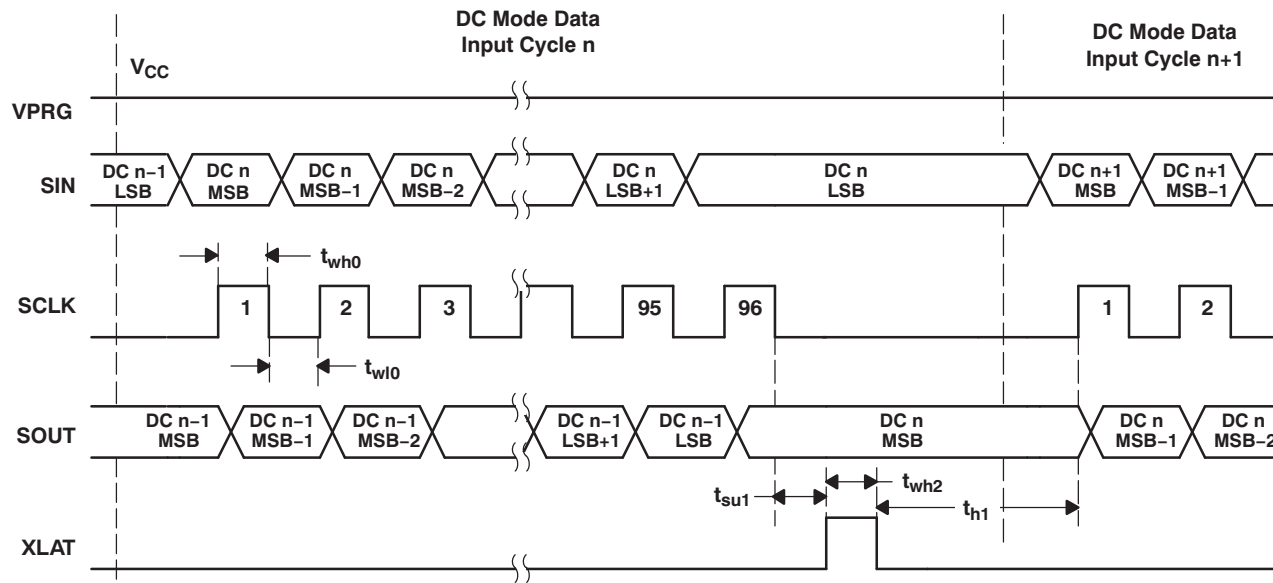 DC Mode Data
Input Cycle n
DC Mode Data
Input Cycle n+1
VCC
VPRG
SIN
DC n−1
LSB
DC n
MSB
DC n
MSB-1
DC n
MSB-2
DC n
LSB+1
DC n
LSB
DC n+1
MSB
DC n+1
MSB-1
twh0
SCLK
1
2
3
95
96
1
2
twl0
SOUT
DC n−1
MSB
DC n−1
MSB-1
DC n−1
MSB-2
DC n−1
LSB+1
DC n−1
LSB
DC n
MSB
DC n
MSB-1
DC n
MSB-2
tsu1
twh2
th1
XLAT